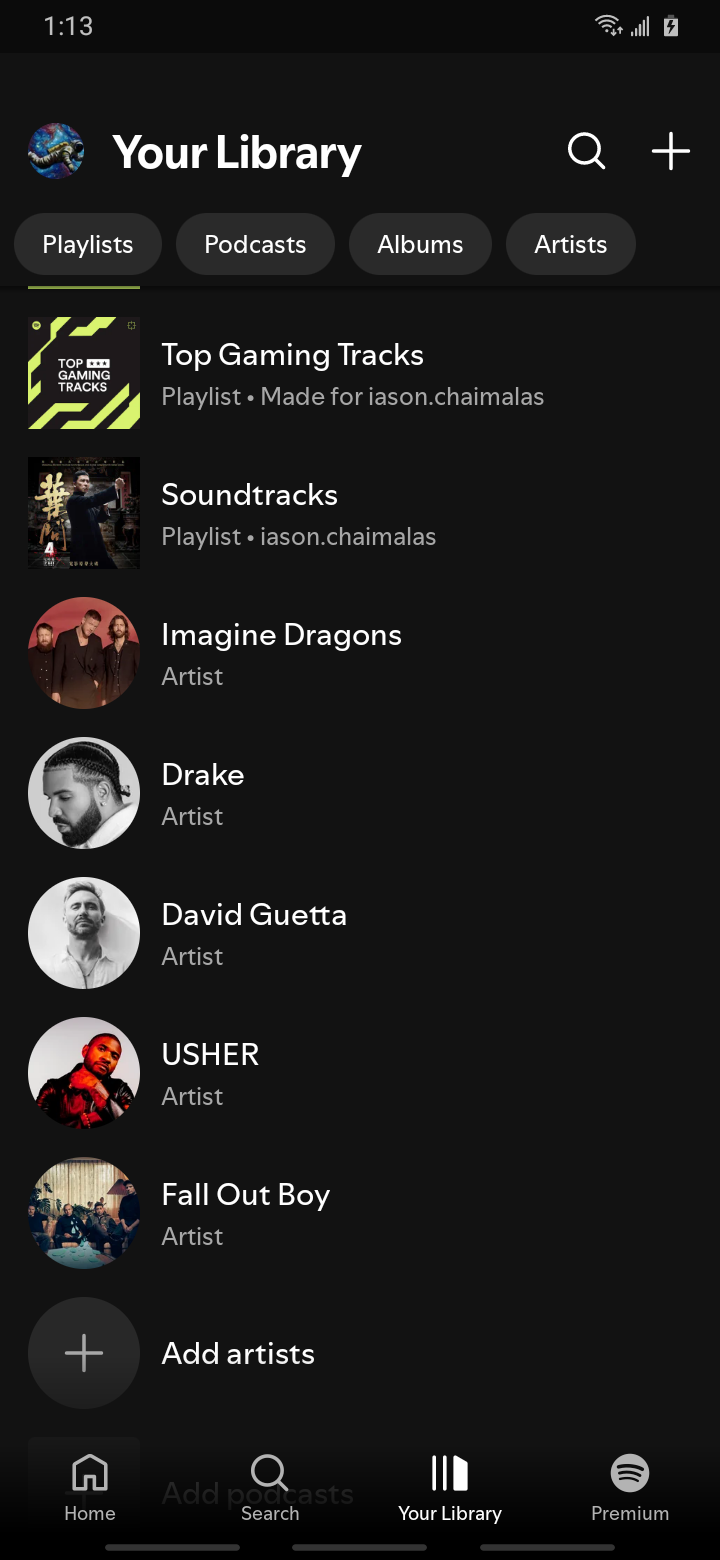 1:13
Your Library
Playlists
Podcasts
Albums
Artists
TOP
GAMING
TRACKS
Top Gaming Tracks
Playlist • Made for iason.chaimalas
4
Soundtracks
Playlist • iason.chaimalas
Imagine Dragons
Artist
Drake
Artist
David Guetta
Artist
USHER
Artist
Fall Out Boy
Artist
Add artists
Add podcasts
Home
Search
Your Library
Premium